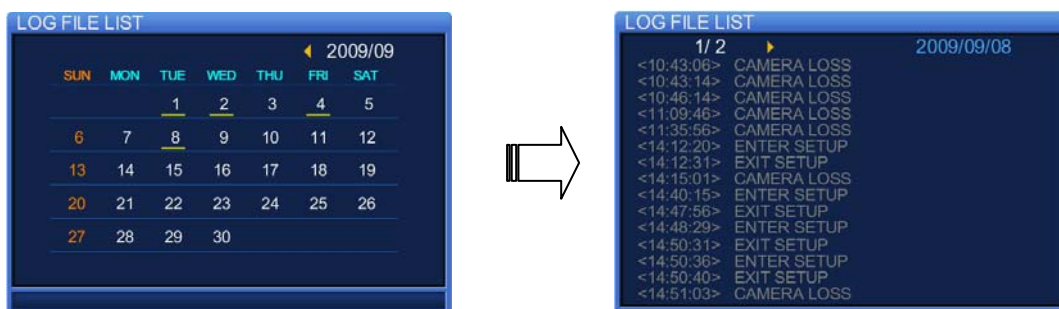 LOG FILE LIST
2009/09
SUN MON TUE WED THU FRI SAT
1 2 3 4 5
6 7 8 9 10 11 12
13 14 15 16 17 18 19
20 21 22 23 24 25 26
27 28 29 30
LOG FILE LIST
1/ 2 2009/09/08
<10:43:06> CAMERA LOSS
<10:43:14> CAMERA LOSS
<10:46:14> CAMERA LOSS
<11:09:46> CAMERA LOSS
<11:35:56> CAMERA LOSS
<14:12:20> ENTER SETUP
<14:12:31> EXIT SETUP
<14:15:01> CAMERA LOSS
<14:40:15> ENTER SETUP
<14:47:56> EXIT SETUP
<14:48:29> ENTER SETUP
<14:50:31> EXIT SETUP
<14:50:36> ENTER SETUP
<14:50:40> EXIT SETUP
<14:51:03> CAMERA LOSS